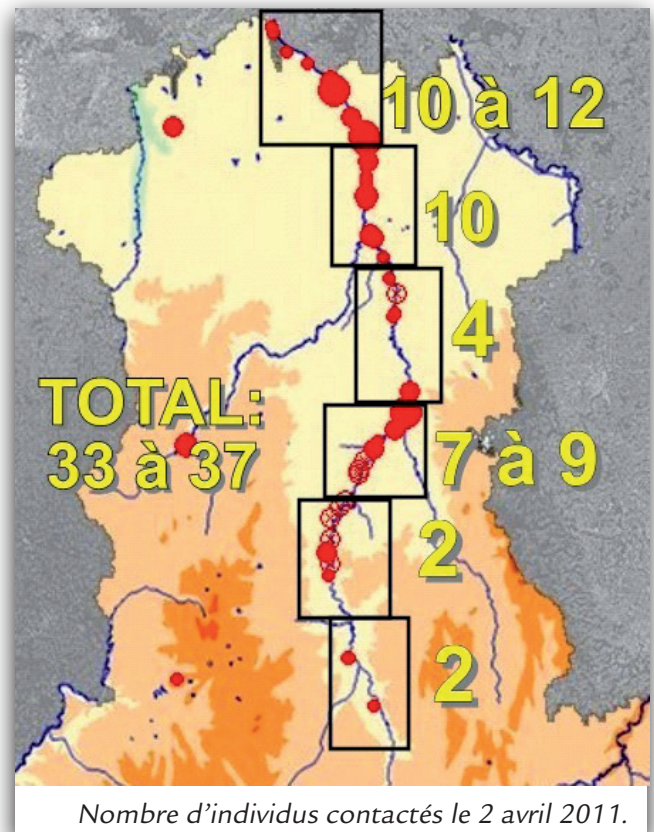 10 à 12
10
4
TOTAL:
33 à 37
7 à 9
2
2
Nombre d'individus contactés le 2 avril 2011.